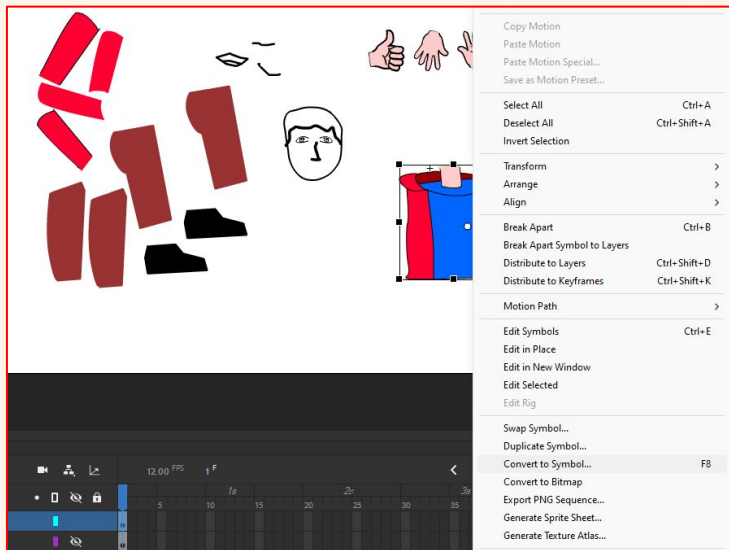 Copy Motion
Paste Motion
Paste Motion Special...
Save as Motion Preset...
Select All Ctrl+A
Deselect All Ctrl+Shift+A
Invert Selection
Transform
Arrange
Align
Break Apart Ctrl+B
Break Apart Symbol to Layers
Distribute to Layers Ctrl+Shift+D
Distribute to Keyframes Ctrl+Shift+K
Motion Path
Edit Symbols Ctrl+E
Edit in Place
Edit in New Window
Edit Selected
Edit Rig
Swap Symbol...
Duplicate Symbol...
Convert to Symbol... F8
Convert to Bitmap
Export PNG Sequence...
Generate Sprite Sheet...
Generate Texture Atlas...
12.00 FPS 1 F
1s 2s 3s
5 10 15 20 25 30 35